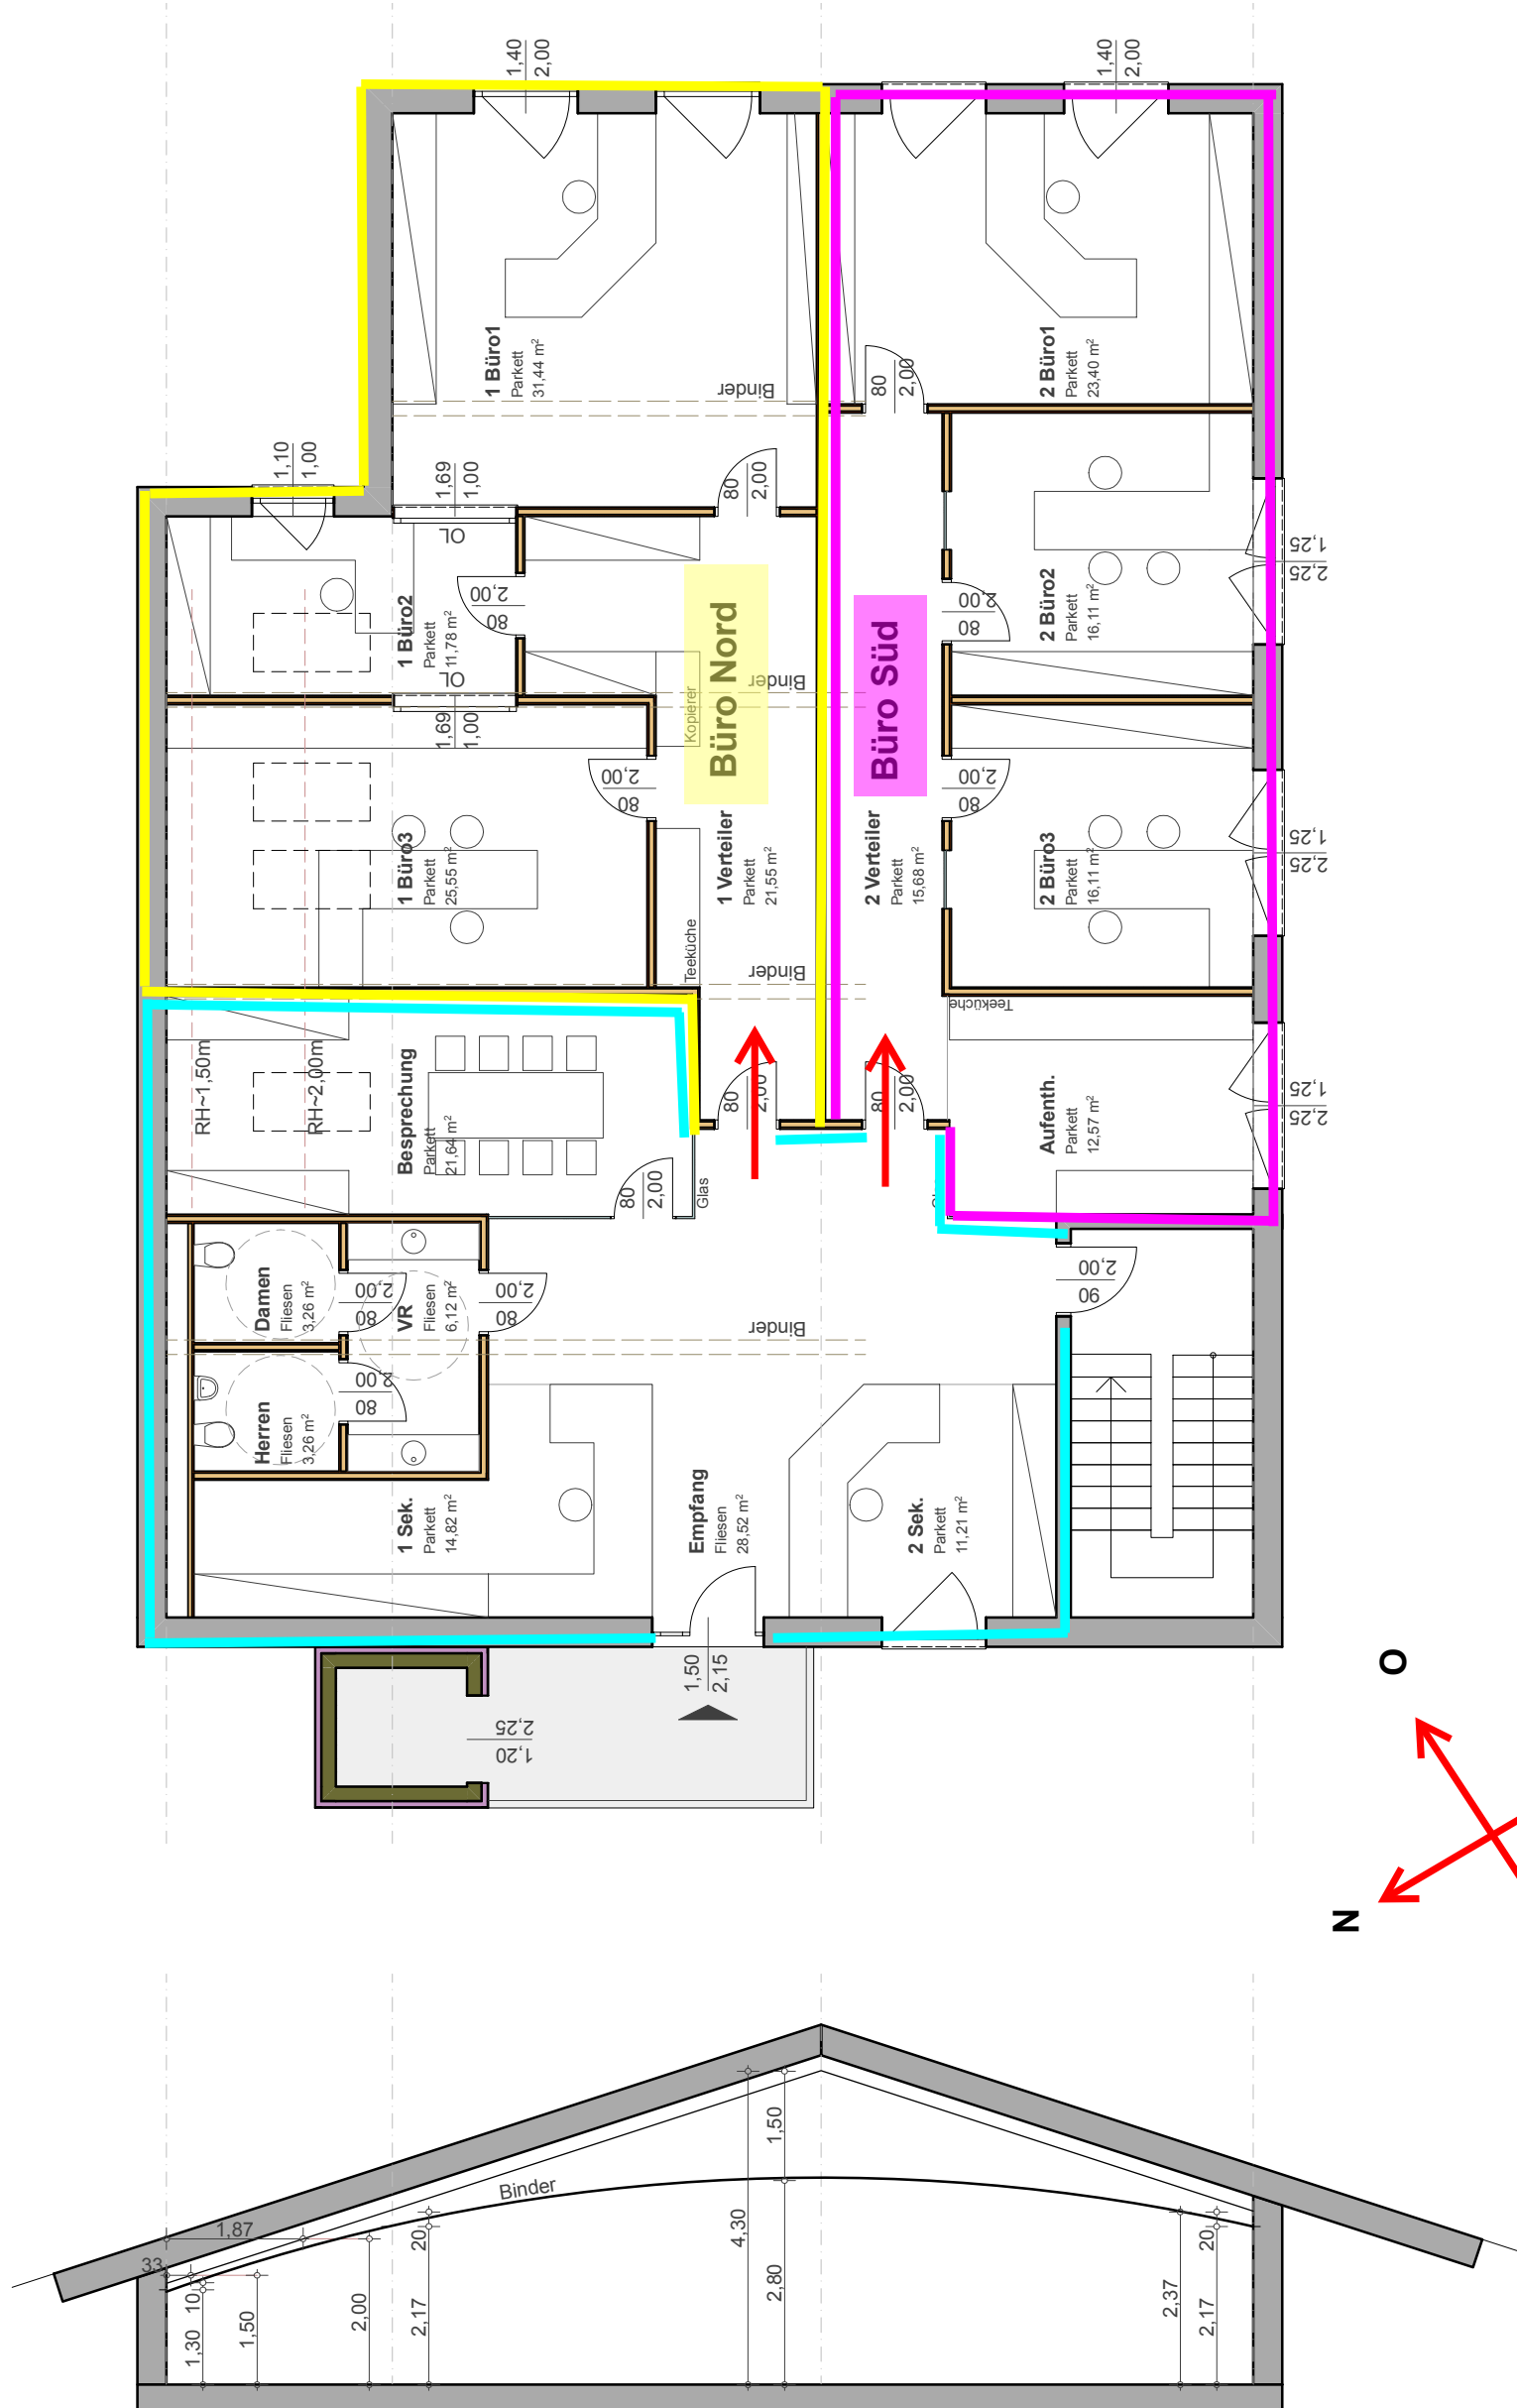 1,40
2,00
1,40
2,00
1 Büro1
Parkett
31,44 m²
2 Büro1
Parkett
23,40 m²
Binder
80
2,00
1,10
1,00
1,69
1,00
OL
80
2,00
1 Büro2
Parkett
11,78 m²
80
2,00
OL
1,69
1,00
Kopierer
Binder
Büro Nord
Büro Süd
80
2,00
2 Büro2
Parkett
16,11 m²
2,25
1,25
1 Büro3
Parkett
25,55 m²
80
2,00
1 Verteiler
Parkett
21,55 m²
2 Verteiler
Parkett
15,68 m²
80
2,00
2 Büro3
Parkett
16,11 m²
2,25
1,25
Teeküche
Binder
Teeküche
RH~1,50m
RH~2,00m
Besprechung
Parkett
21,64 m²
80
2,00
80
2,00
Aufenth.
Parkett
12,57 m²
2,25
1,25
80
2,00
Glas
Damen
Fliesen
3,26 m²
80
2,00
VR
Fliesen
6,12 m²
80
2,00
Binder
90
2,00
Herren
Fliesen
3,26 m²
80
2,00
1 Sek.
Parkett
14,82 m²
Empfang
Fliesen
28,52 m²
2 Sek.
Parkett
11,21 m²
1,50
2,15
1,20
2,25
O
N
Binder
1,87
33
10
1,30
1,50
2,00
20
2,17
4,30
1,50
2,80
2,37
20
2,17